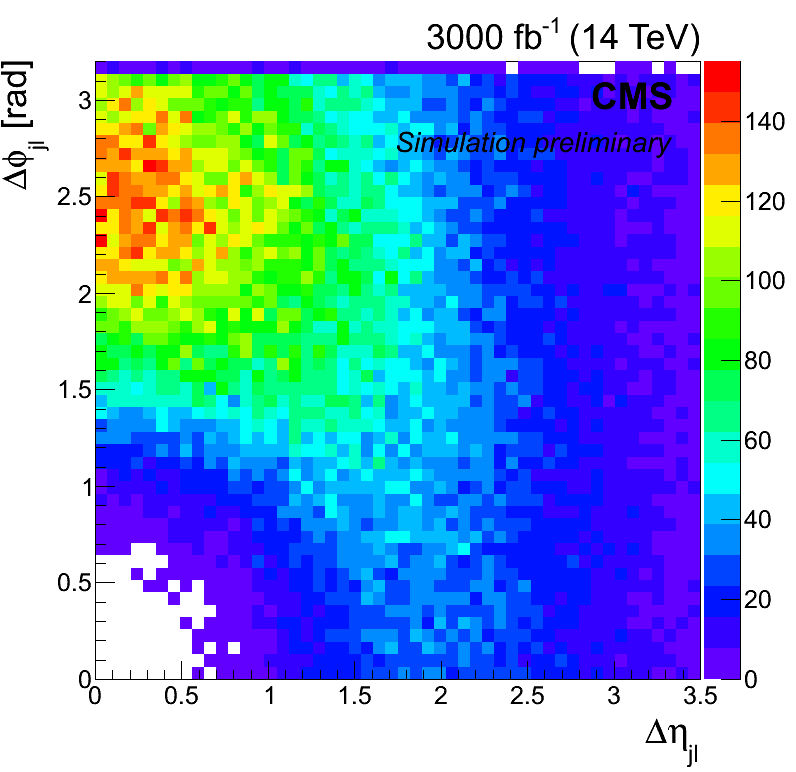 3000 fb⁻¹ (14 TeV)
CMS
Simulation preliminary
Δϕjl [rad]
3
2.5
2
1.5
1
0.5
0
0 0.5 1 1.5 2 2.5 3 3.5
Δηjl
140
120
100
80
60
40
20
0